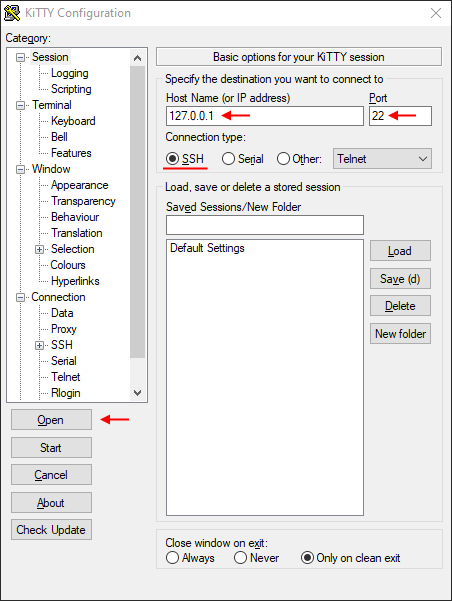 KiTTY Configuration
Category:
Session
Logging
Scripting
Terminal
Keyboard
Bell
Features
Window
Appearance
Transparency
Behaviour
Translation
Selection
Colours
Hyperlinks
Connection
Data
Proxy
SSH
Serial
Telnet
Rlogin
Open
Start
Cancel
About
Check Update
Basic options for your KiTTY session
Specify the destination you want to connect to
Host Name (or IP address) Port
127.0.0.1 22
Connection type:
SSH Serial Other: Telnet
Load, save or delete a stored session
Saved Sessions/New Folder
Default Settings
Load
Save (d)
Delete
New folder
Close window on exit:
Always Never Only on clean exit